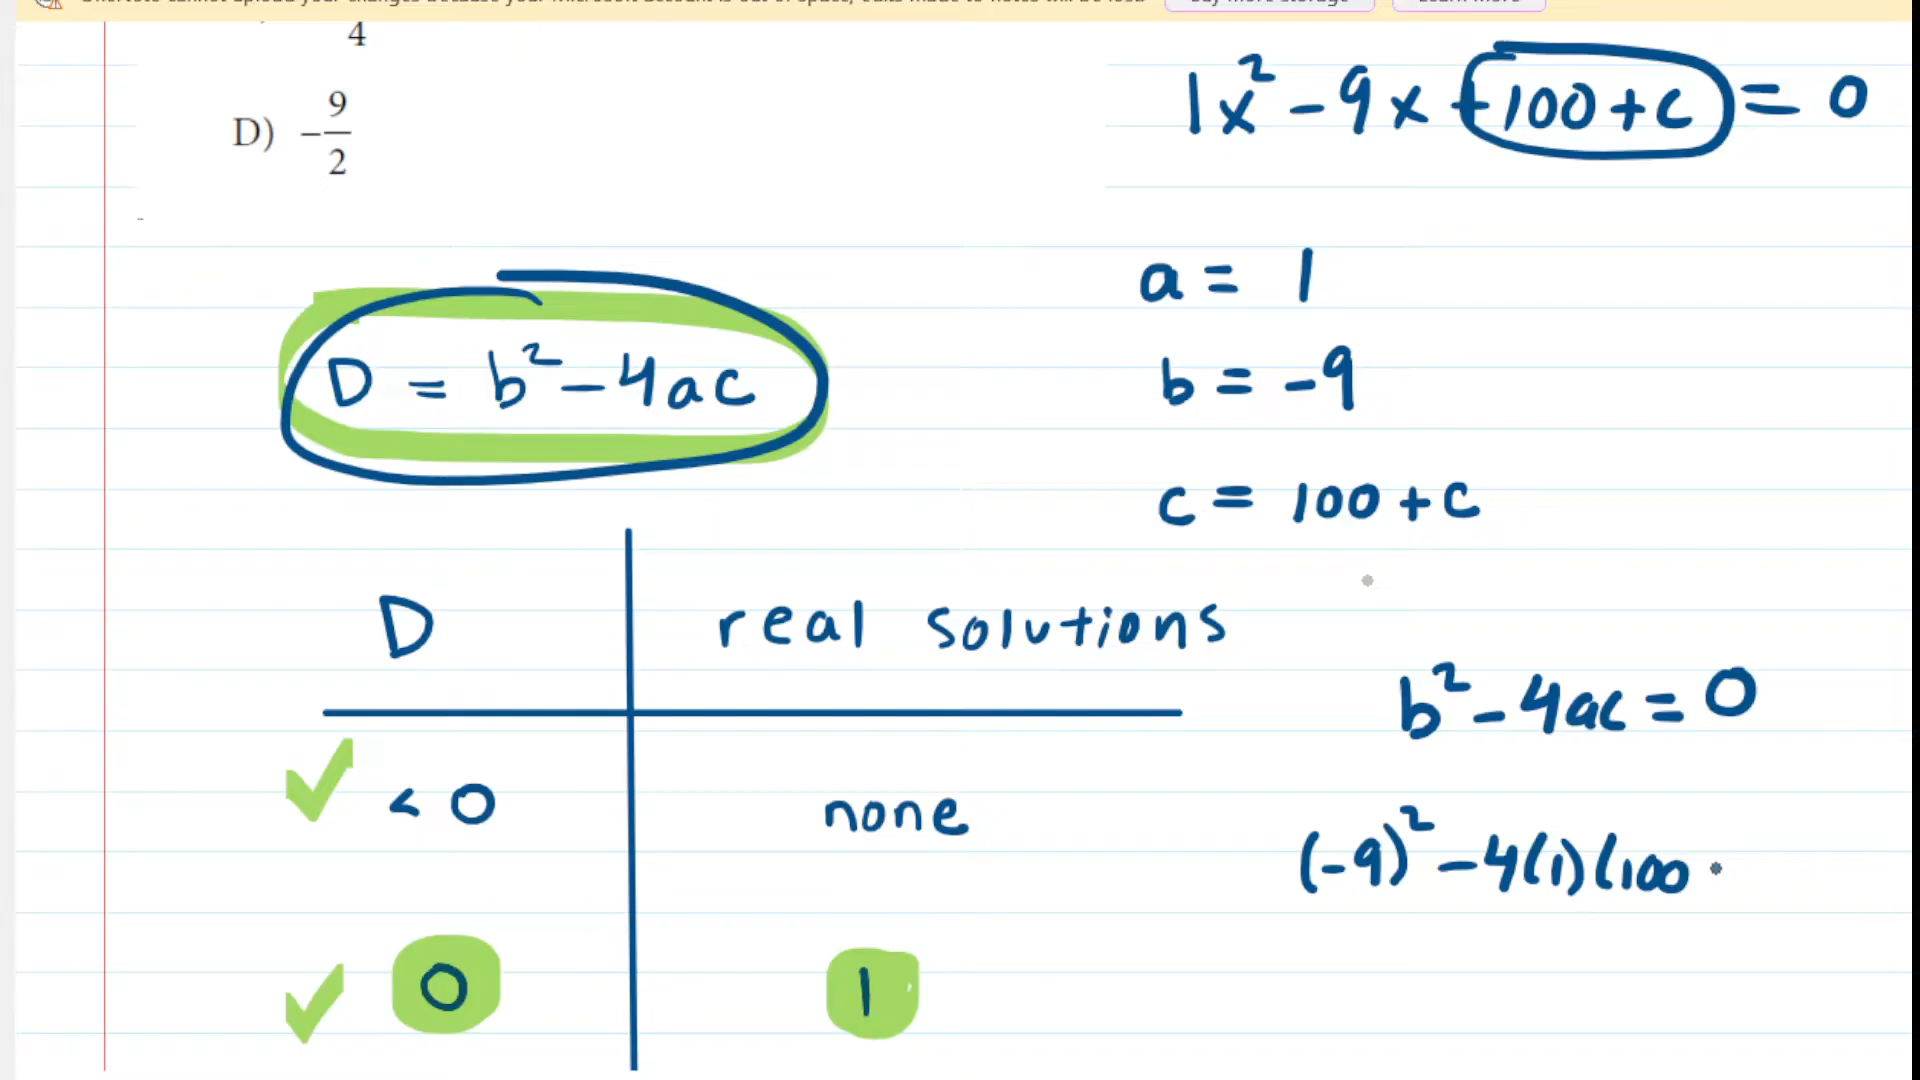 4
D) -9/2
1x² - 9x + 100 + c = 0
a = 1
D = b² - 4ac
b = -9
c = 100 + c
D real solutions
b² - 4ac = 0
< 0 none
(-9)² - 4(1)(100
0 1